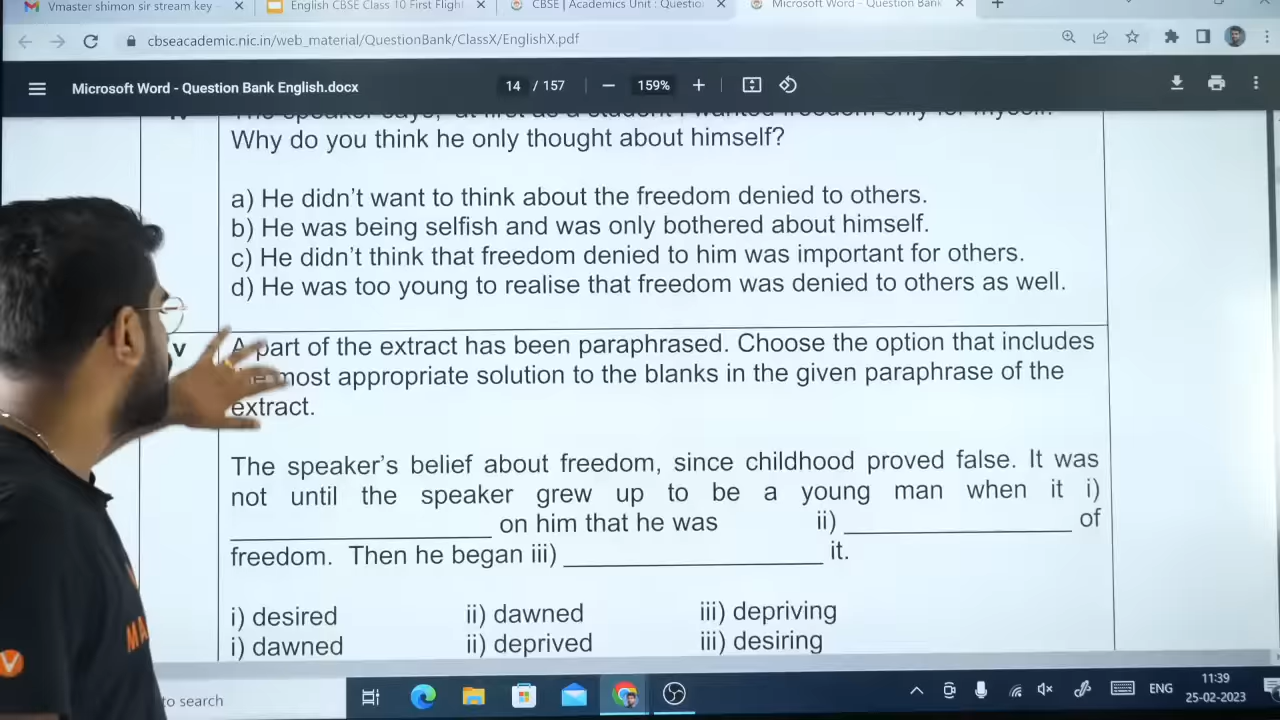 Vmaster shimon sir stream key
English CBSE Class 10 First Flight
CBSE | Academics Unit : Questio
Microsoft Word - Question Bank
cbseacademic.nic.in/web_material/QuestionBank/ClassX/EnglishX.pdf
Microsoft Word - Question Bank English.docx
14 / 157
159%
Why do you think he only thought about himself?
a) He didn't want to think about the freedom denied to others.
b) He was being selfish and was only bothered about himself.
c) He didn't think that freedom denied to him was important for others.
d) He was too young to realise that freedom was denied to others as well.
v A part of the extract has been paraphrased. Choose the option that includes
most appropriate solution to the blanks in the given paraphrase of the
extract.
The speaker's belief about freedom, since childhood proved false. It was
not until the speaker grew up to be a young man when it i)
_________________ on him that he was ii) _______________ of
freedom. Then he began iii) _________________ it.
i) desired ii) dawned iii) depriving
i) dawned ii) deprived iii) desiring
to search
ENG
11:39
25-02-2023